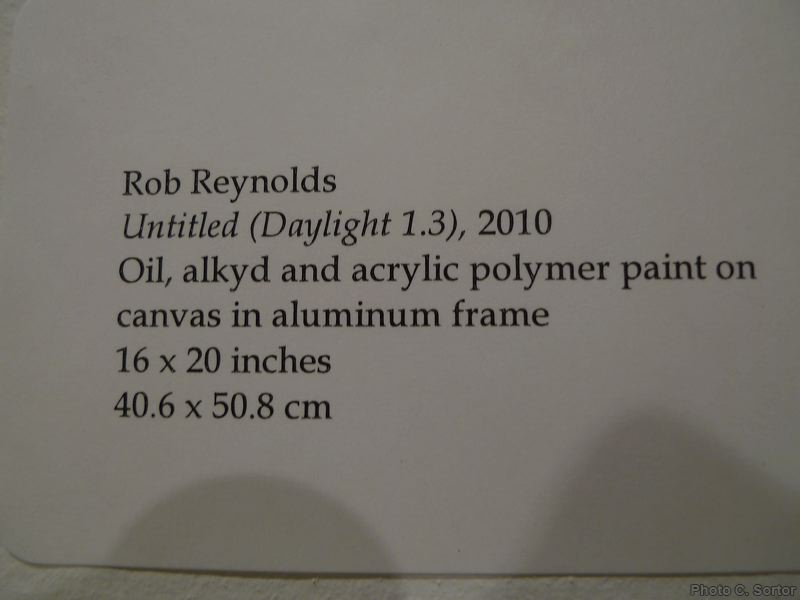 Rob Reynolds
Untitled (Daylight 1.3), 2010
Oil, alkyd and acrylic polymer paint on
canvas in aluminum frame
16 x 20 inches
40.6 x 50.8 cm
Photo C. Sortor